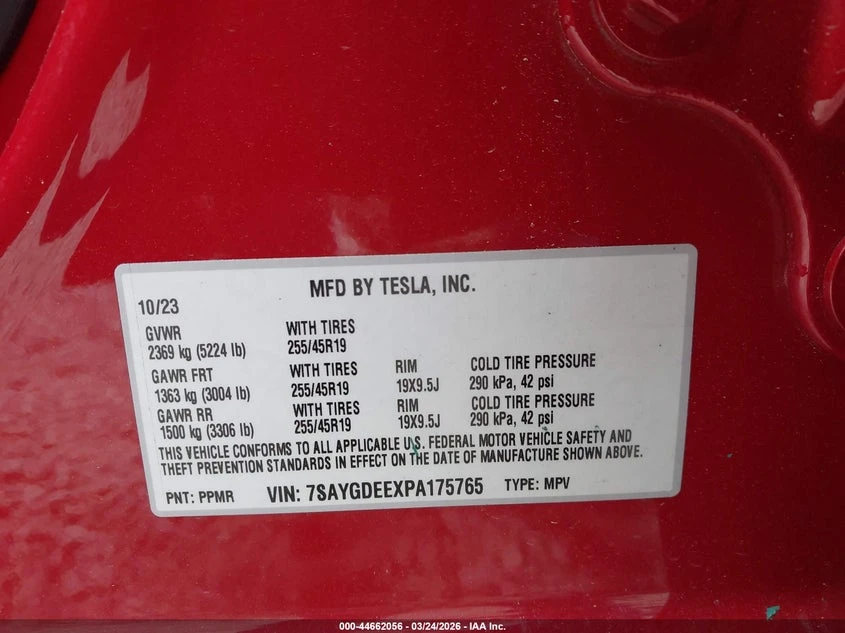 MFD BY TESLA, INC.
10/23
GVWR WITH TIRES
2369 kg (5224 lb) 255/45R19
GAWR FRT WITH TIRES RIM COLD TIRE PRESSURE
1363 kg (3004 lb) 255/45R19 19X9.5J 290 kPa, 42 psi
GAWR RR WITH TIRES RIM COLD TIRE PRESSURE
1500 kg (3306 lb) 255/45R19 19X9.5J 290 kPa, 42 psi
THIS VEHICLE CONFORMS TO ALL APPLICABLE U.S. FEDERAL MOTOR VEHICLE SAFETY AND
THEFT PREVENTION STANDARDS IN EFFECT ON THE DATE OF MANUFACTURE SHOWN ABOVE.
PNT: PPMR VIN: 7SAYGDEEXPA175765 TYPE: MPV
000-44662056 - 03/24/2026 - IAA Inc.